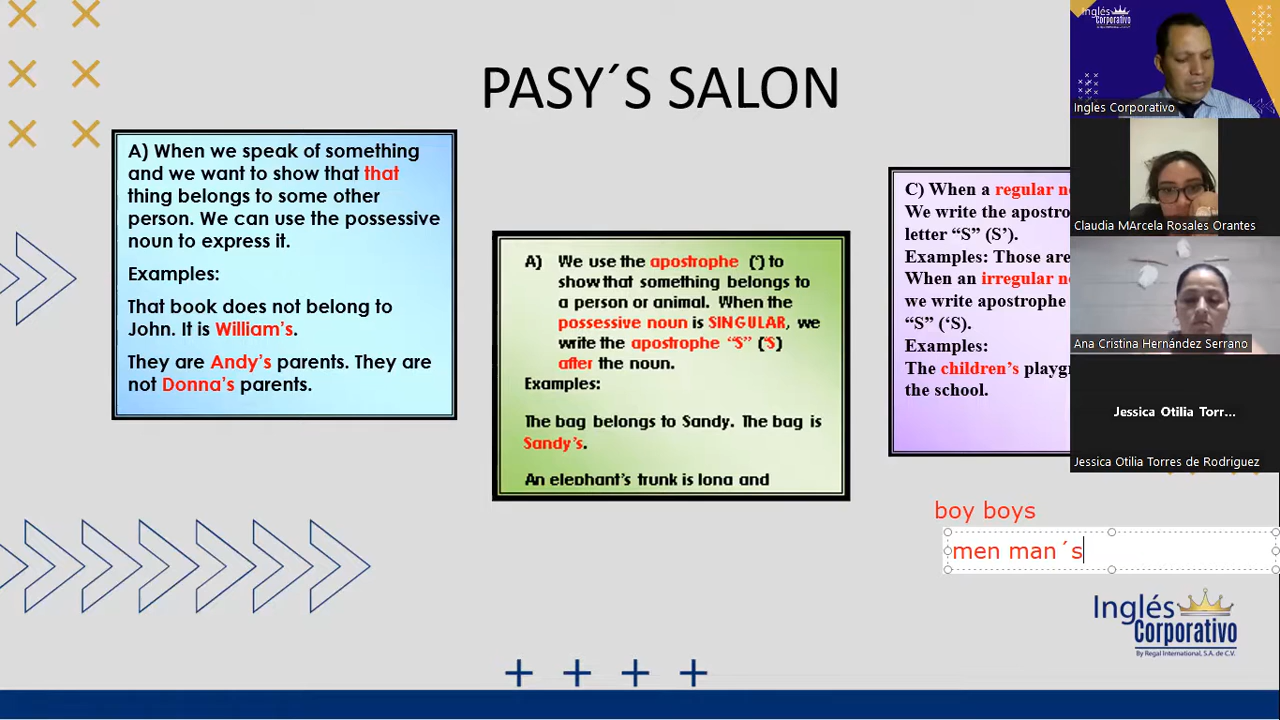 PASY´S SALON
A) When we speak of something
and we want to show that that
thing belongs to some other
person. We can use the possessive
noun to express it.
Examples:
That book does not belong to
John. It is William’s.
They are Andy’s parents. They are
not Donna’s parents.
A) We use the apostrophe (’) to
show that something belongs to
a person or animal. When the
possessive noun is SINGULAR, we
write the apostrophe “S” (‘S)
after the noun.
Examples:
The bag belongs to Sandy. The bag is
Sandy’s.
An elephant’s trunk is long and
C) When a regular
We write the
letter “S” (S’).
Examples: Those are
When an irregular
we write apostrophe
“S” (‘S).
Examples:
The children’s
the school.
boy boys
men man´s
Inglés
Corporativo
By Regal International, S.A. de C.V.
Inglés
Corporativo
Ingles Corporativo
Claudia MArcela Rosales Orantes
Ana Cristina Hernández Serrano
Jessica Otilia Torr...
Jessica Otilia Torres de Rodriguez